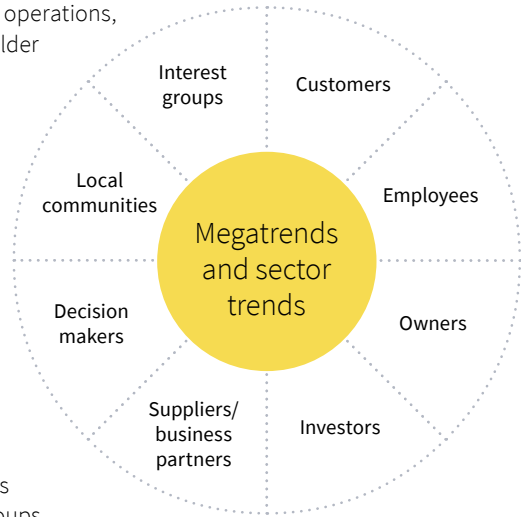 operations,
lder
Interest
groups
Customers
Local
communities
Employees
Megatrends
and sector
trends
Decision
makers
Owners
Suppliers/
business
partners
Investors
s
oups